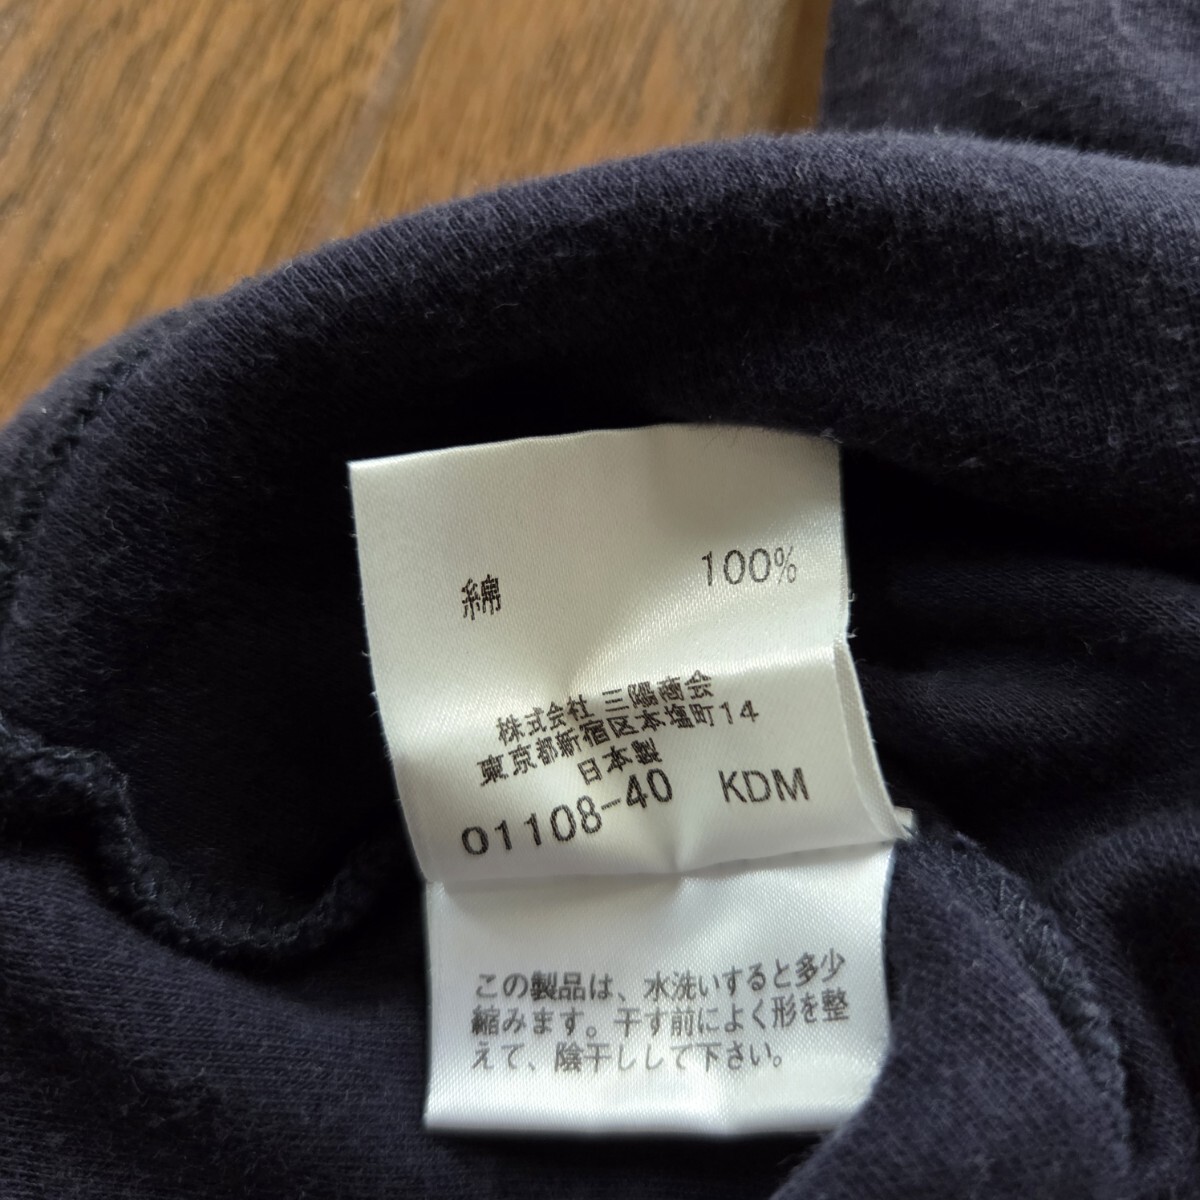 綿 100%
株式会社 三陽商会
東京都新宿区本塩町14
日本製
01108-40 KDM
この製品は、水洗いすると多少
縮みます。干す前によく形を整
えて、陰干しして下さい。